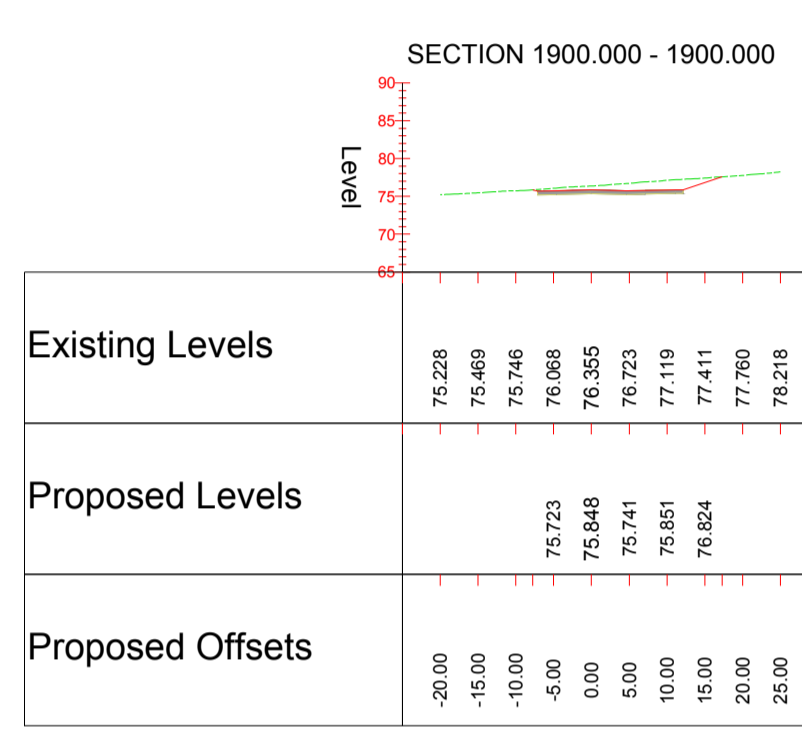 SECTION 1900.000 - 1900.000
Level
90
85
80
75
70
65
Existing Levels
75.228 75.469 75.746 76.068 76.355 76.723 77.119 77.411 77.760 78.218
Proposed Levels
75.723 75.848 75.741 75.851 76.824
Proposed Offsets
-20.00 -15.00 -10.00 -5.00 0.00 5.00 10.00 15.00 20.00 25.00